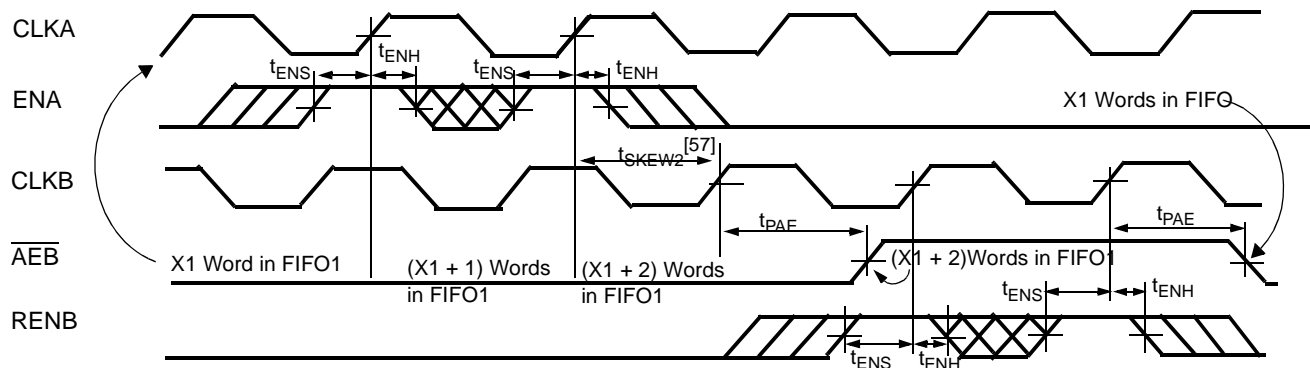 CLKA
tENS
tENH
tENS
tENH
ENA
X1 Words in FIFO
tSKEW2[57]
CLKB
tPAE
tPAE
AEB
X1 Word in FIFO1
(X1 + 1) Words
in FIFO1
(X1 + 2) Words
in FIFO1
(X1 + 2)Words in FIFO1
tENS
tENH
RENB
tENS
tENH